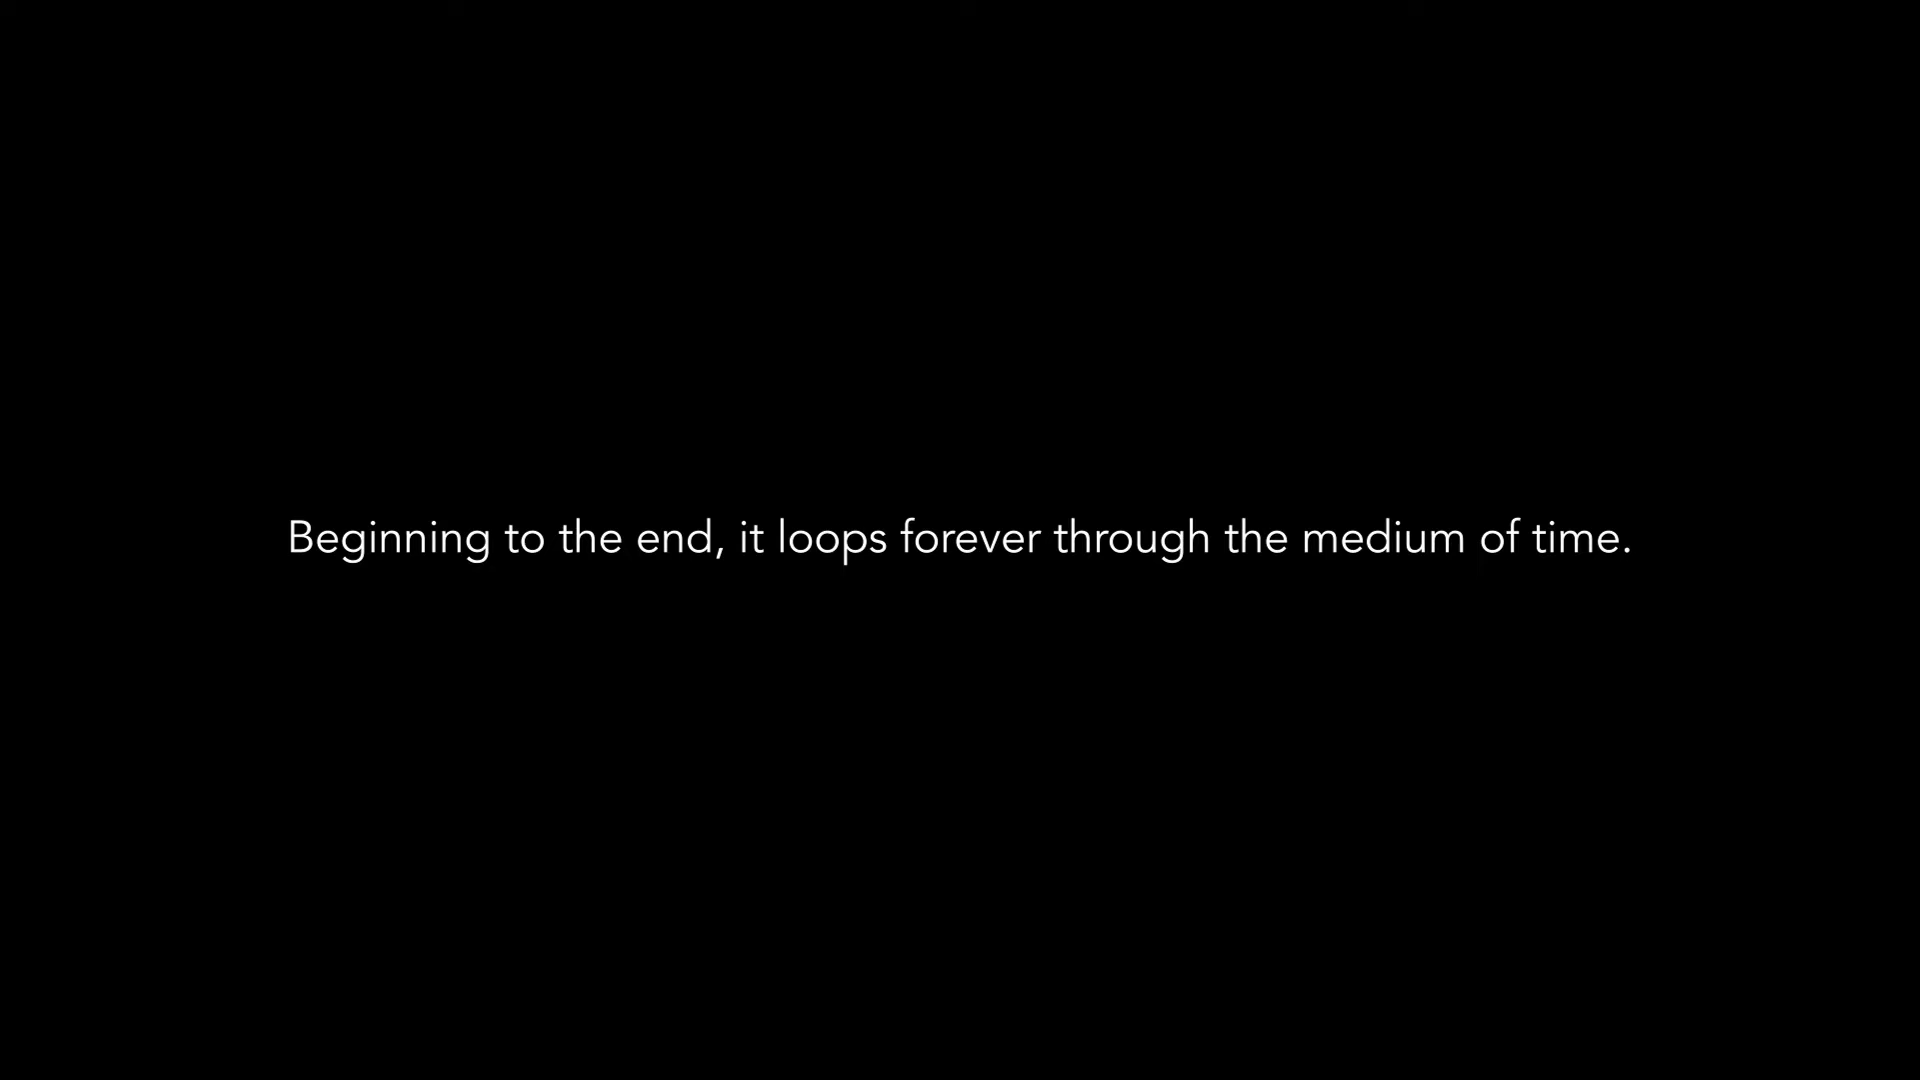 Beginning to the end, it loops forever through the medium of time.